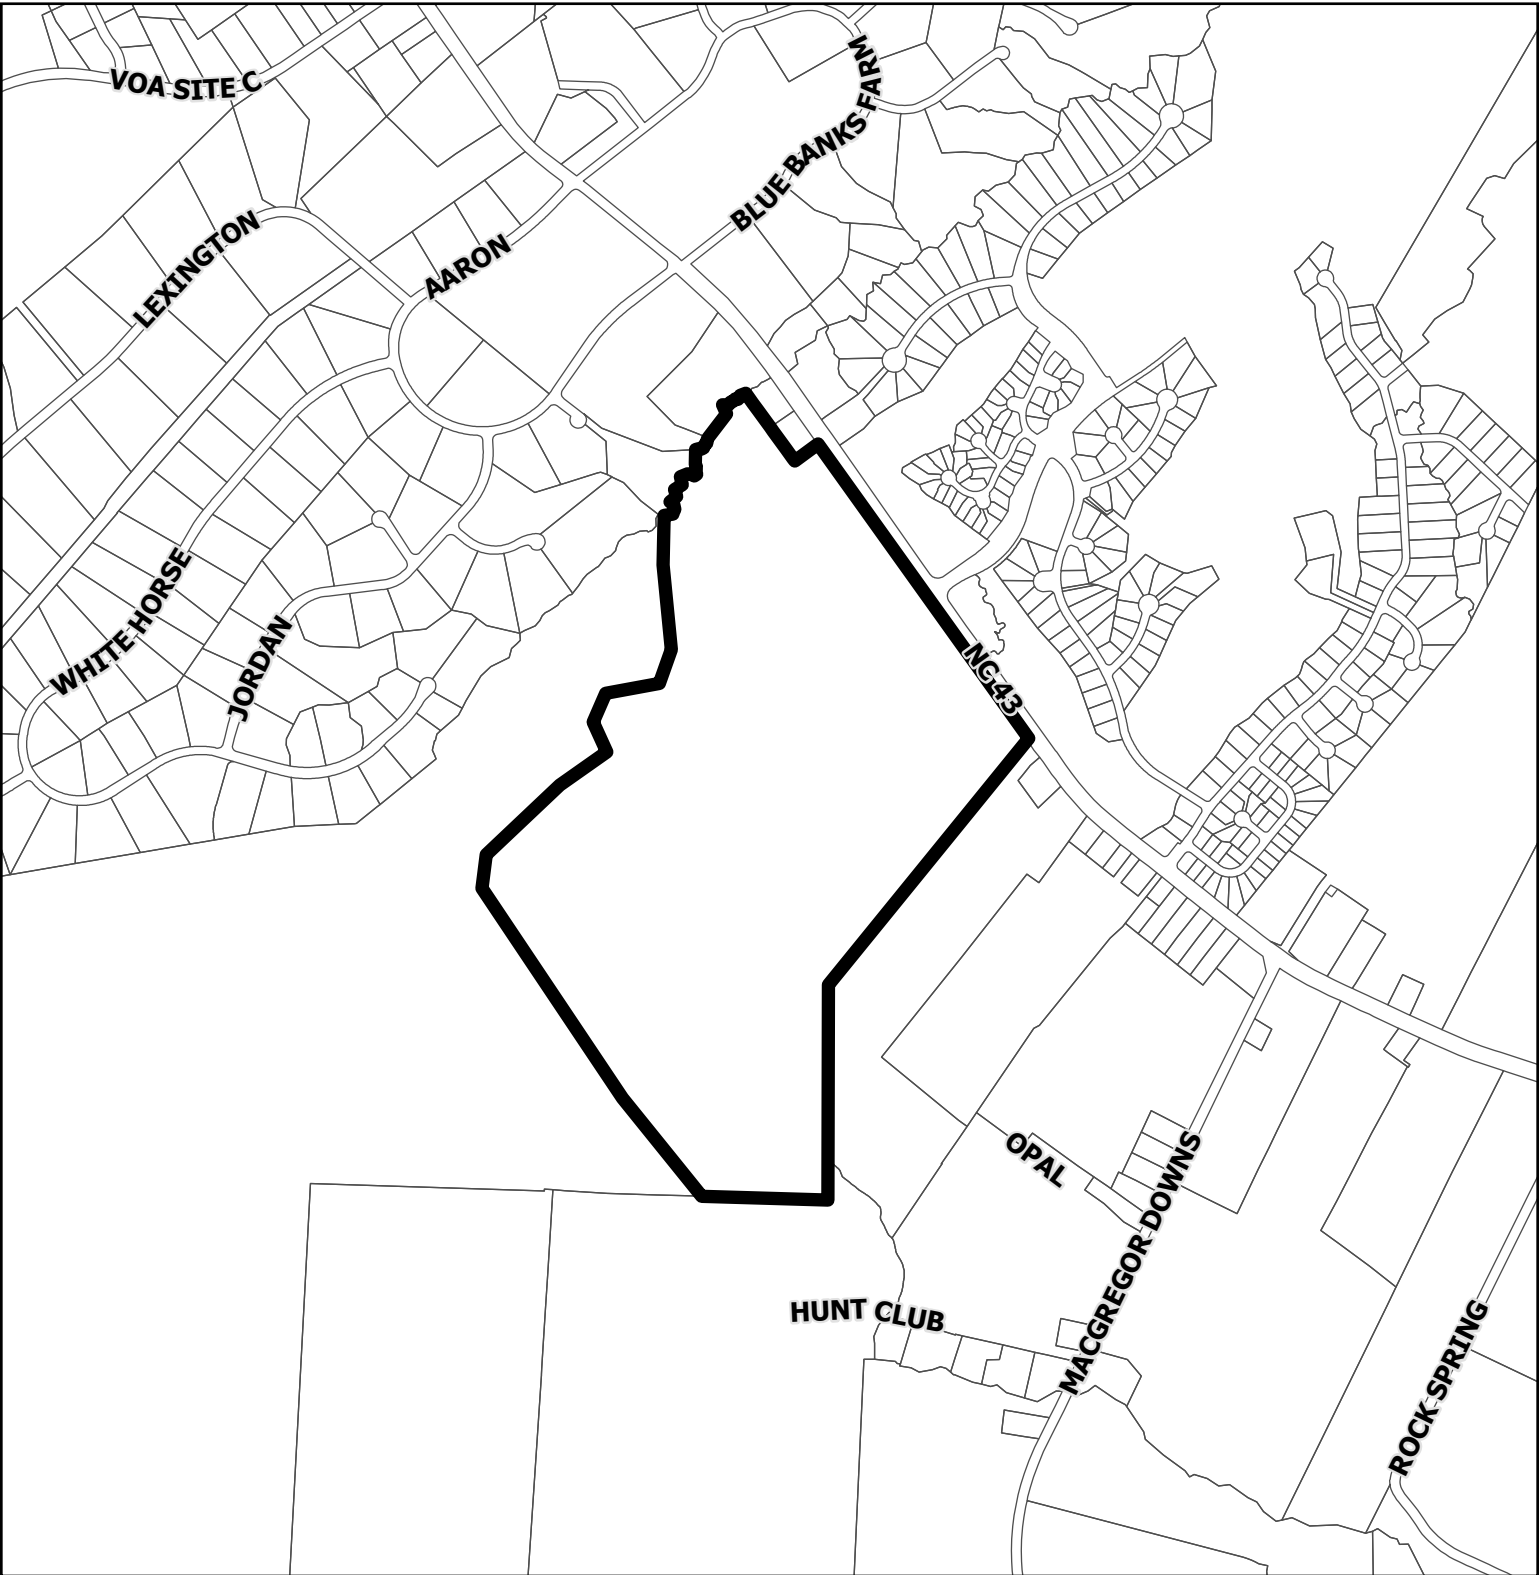 VOA SITE C
BLUE BANKS FARM
LEXINGTON
AARON
WHITE HORSE
JORDAN
NC 43
OPAL
MACGREGOR DOWNS
HUNT CLUB
ROCK SPRING